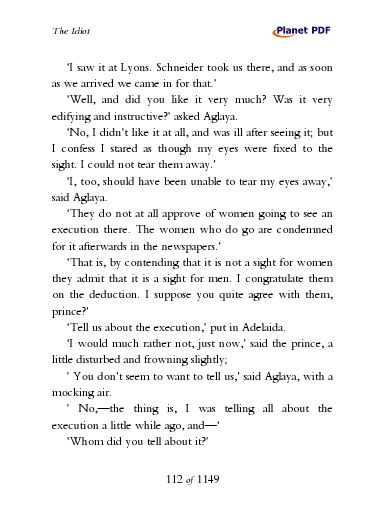 The Idiot
Planet PDF
‘I saw it at Lyons. Schneider took us there, and as soon
as we arrived we came in for that.’
‘Well, and did you like it very much? Was it very
edifying and instructive?’ asked Aglaya.
‘No, I didn’t like it at all, and was ill after seeing it; but
I confess I stared as though my eyes were fixed to the
sight. I could not tear them away.’
‘I, too, should have been unable to tear my eyes away,’
said Aglaya.
‘They do not at all approve of women going to see an
execution there. The women who do go are condemned
for it afterwards in the newspapers.’
‘That is, by contending that it is not a sight for women
they admit that it is a sight for men. I congratulate them
on the deduction. I suppose you quite agree with them,
prince?’
‘Tell us about the execution,’ put in Adelaida.
‘I would much rather not, just now,’ said the prince, a
little disturbed and frowning slightly;
’ You don’t seem to want to tell us,’ said Aglaya, with a
mocking air.
’ No,—the thing is, I was telling all about the
execution a little while ago, and—’
‘Whom did you tell about it?’
112 of 1149